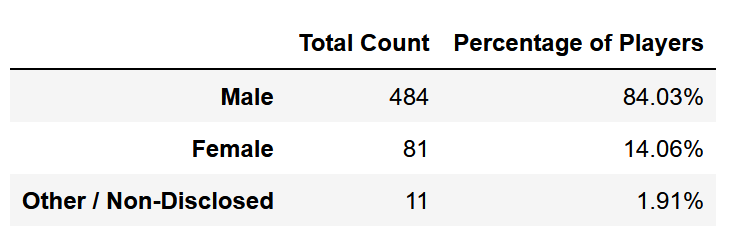 Total Count Percentage of Players
Male 484 84.03%
Female 81 14.06%
Other / Non-Disclosed 11 1.91%